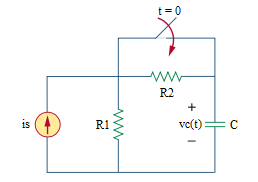 t = 0
R2
is
R1
+
vc(t)
C
−